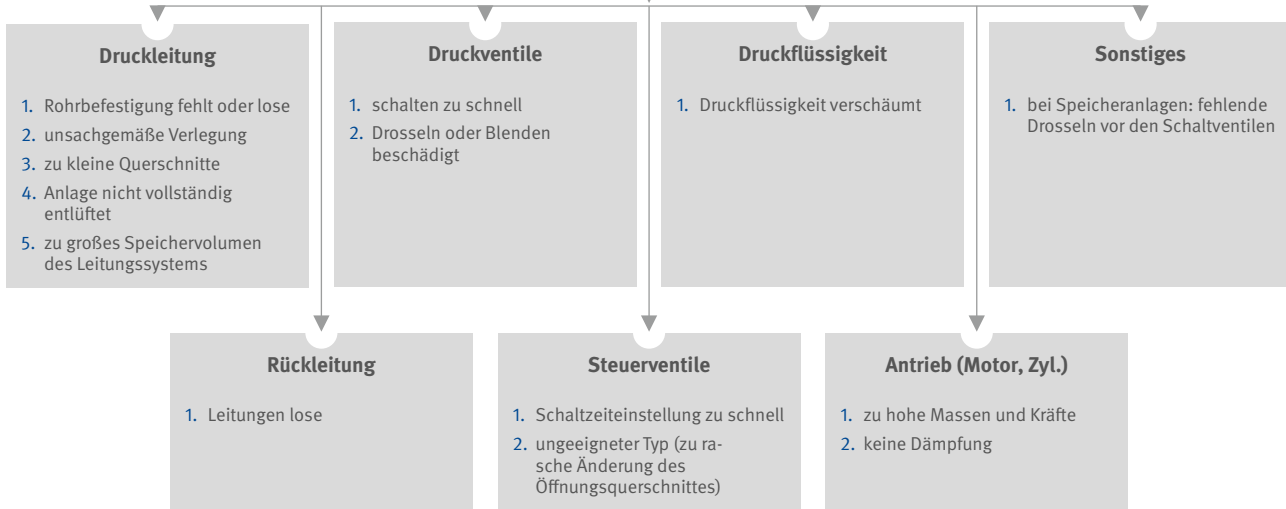 Druckleitung
1. Rohrbefestigung fehlt oder lose
2. unsachgemäße Verlegung
3. zu kleine Querschnitte
4. Anlage nicht vollständig
entlüftet
5. zu großes Speichervolumen
des Leitungssystems
Druckventile
1. schalten zu schnell
2. Drosseln oder Blenden
beschädigt
Druckflüssigkeit
1. Druckflüssigkeit verschäumt
Sonstiges
1. bei Speicheranlagen: fehlende
Drosseln vor den Schaltventilen
Rückleitung
1. Leitungen lose
Steuerventile
1. Schaltzeiteinstellung zu schnell
2. ungeeigneter Typ (zu ra-
sche Änderung des
Öffnungsquerschnittes)
Antrieb (Motor, Zyl.)
1. zu hohe Massen und Kräfte
2. keine Dämpfung